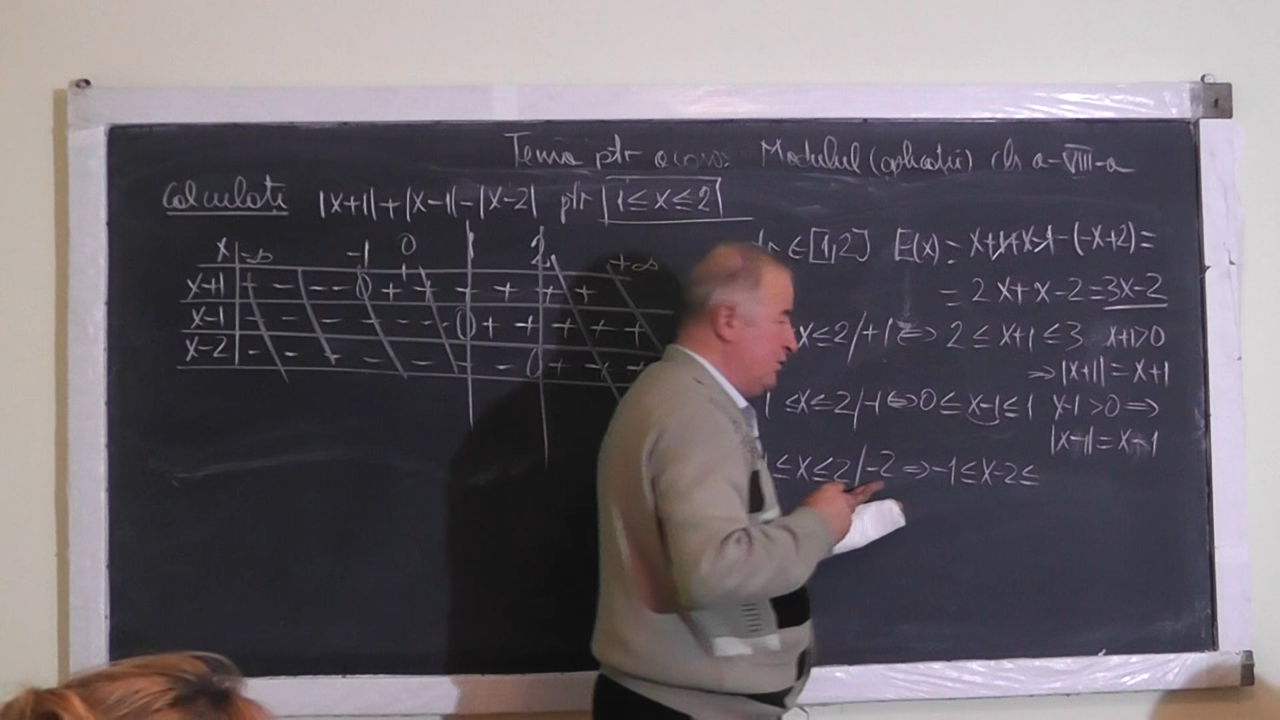 Tema ptr acasă: Modulul (aplicații) cls a-VIII-a
Calculați |x+1|+|x-1|-|x-2| ptr 1≤x≤2
x -∞ -1 0 1 2 +∞
x+1 + - - - 0 + + - + + +
x-1 - - - - - 0 + + + + +
x-2 - - - - - - 0 + + +
∈[1,2] E(x)=x+1+x-1-(-x+2)=
=2x+x-2=3x-2
x≤2/+1 ⇔ 2≤x+1≤3 x+1>0
⇒|x+1|=x+1
1≤x≤2/-1⇔0≤x-1≤1 x-1>0⇒
|x-1|=x-1
≤x≤2/-2⇒-1≤x-2≤